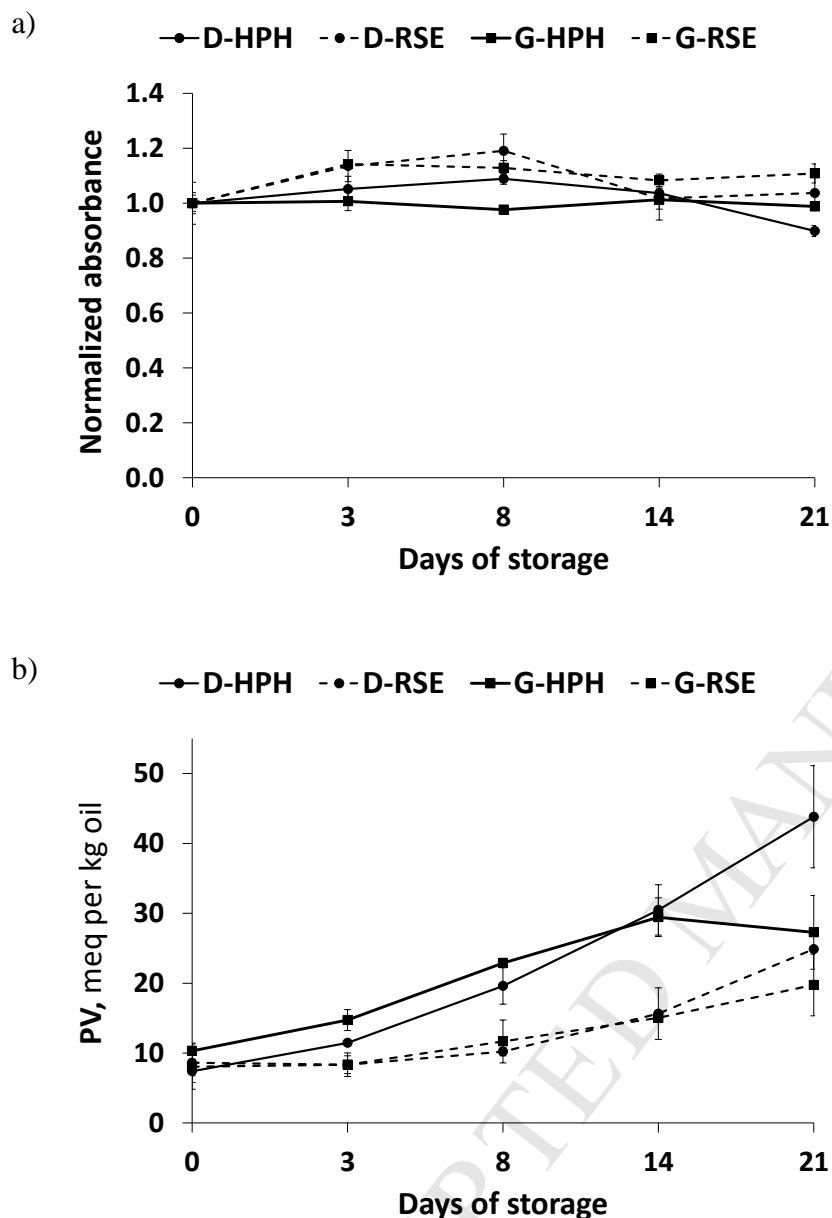 a)
D-HPH D-RSE G-HPH G-RSE
1.4
1.2
1.0
0.8
0.6
0.4
0.2
0.0
Normalized absorbance
0 3 8 14 21
Days of storage
b)
D-HPH D-RSE G-HPH G-RSE
50
40
30
20
10
0
PV, meq per kg oil
0 3 8 14 21
Days of storage
PTED MAN